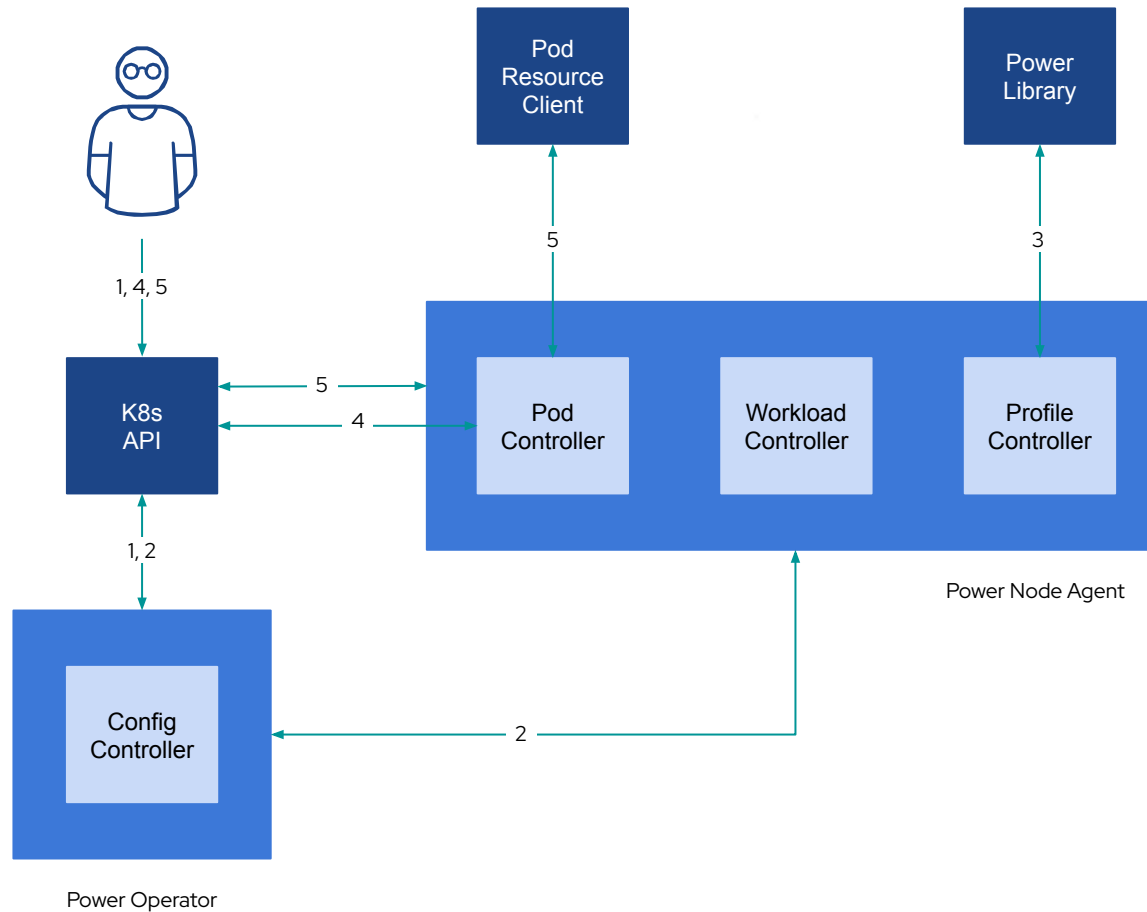 Pod
Resource
Client
Power
Library
5
3
1, 4, 5
K8s
API
5
4
Pod
Controller
Workload
Controller
Profile
Controller
1, 2
Power Node Agent
Config
Controller
2
Power Operator